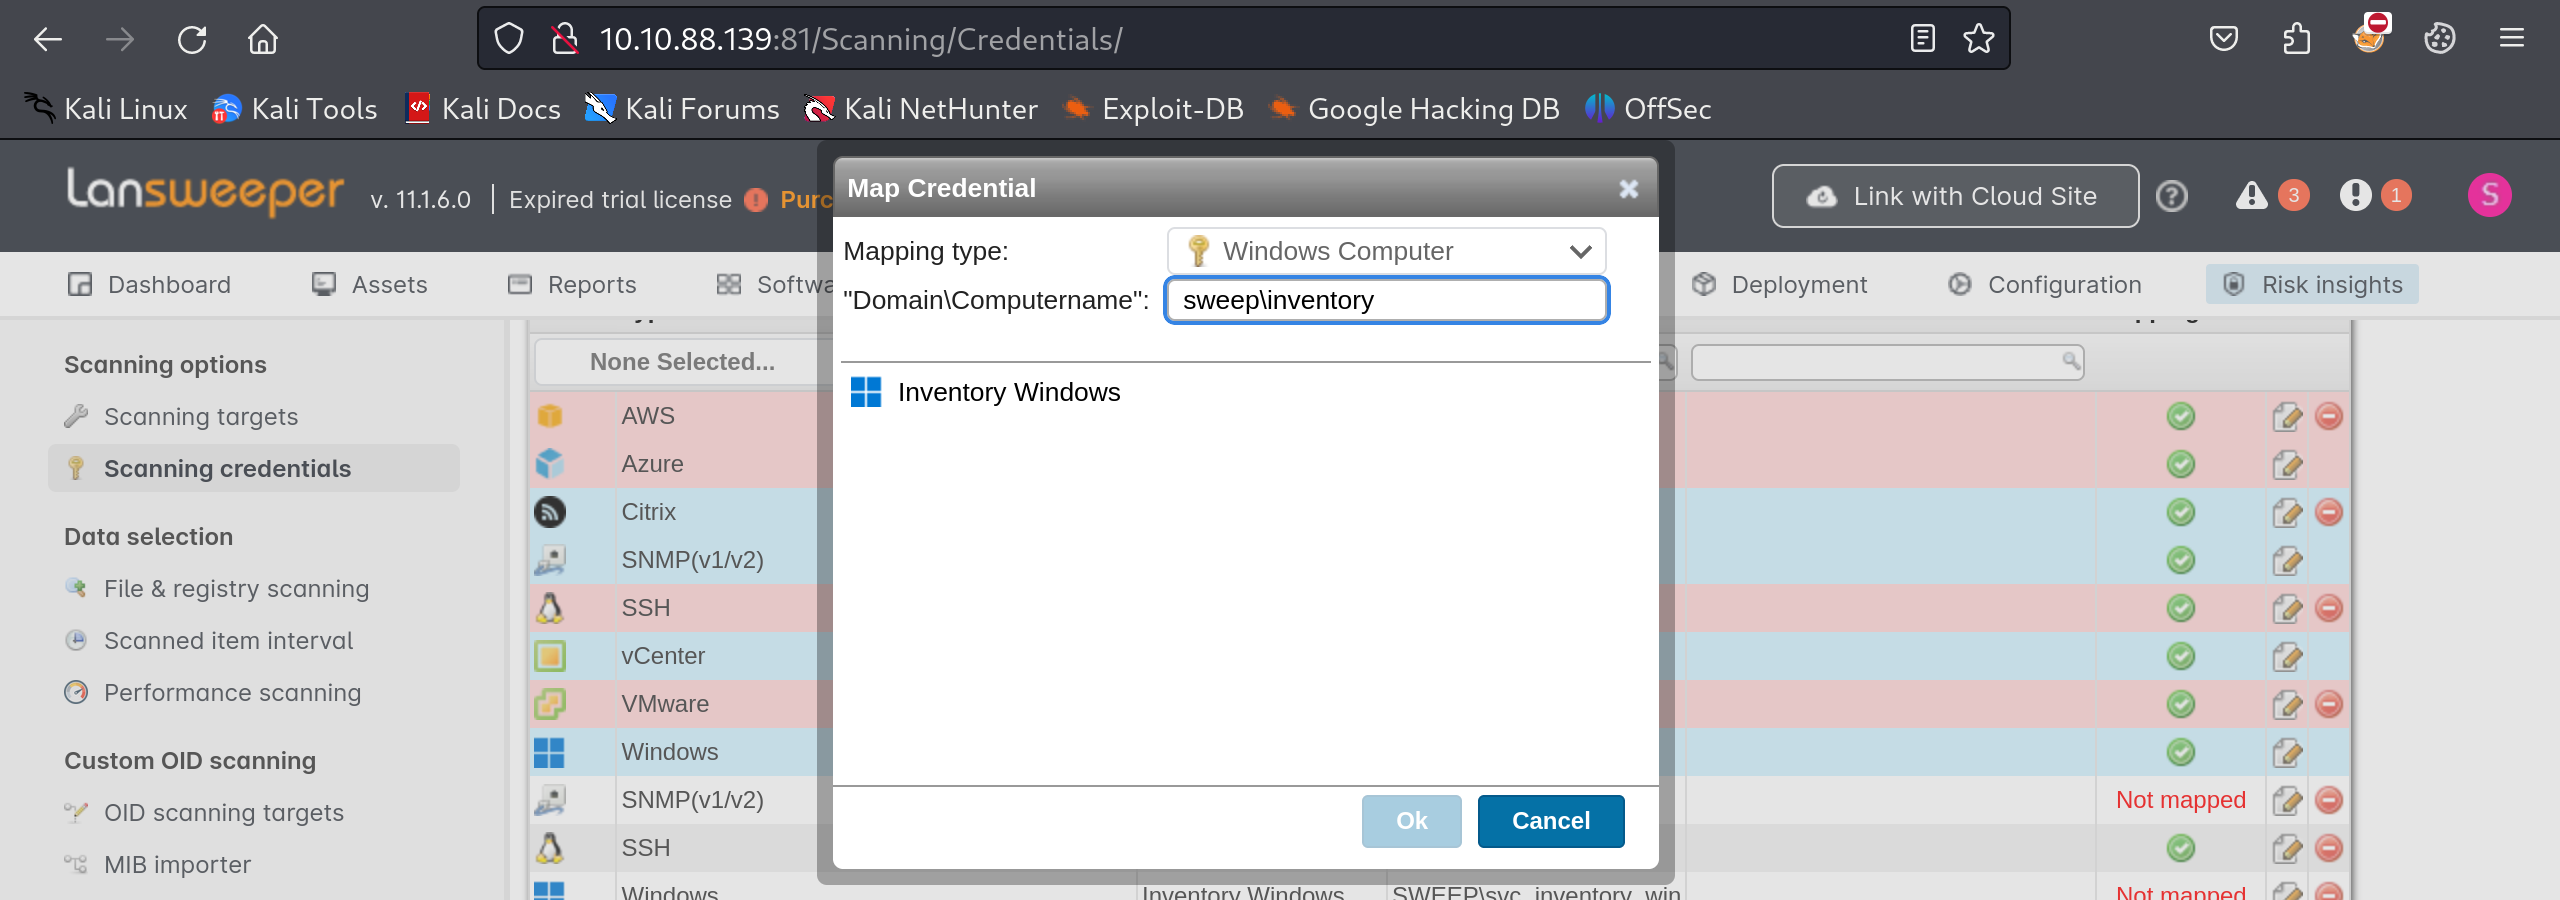 10.10.88.139:81/Scanning/Credentials/
Kali Linux Kali Tools Kali Docs Kali Forums Kali NetHunter Exploit-DB Google Hacking DB OffSec
Lansweeper v. 11.1.6.0 Expired trial license Purc Link with Cloud Site 3 1 S
Dashboard Assets Reports Softwa Deployment Configuration Risk insights
Map Credential
Mapping type: Windows Computer
"Domain\Computername": sweep\inventory
Inventory Windows
Ok Cancel
Scanning options
Scanning targets
Scanning credentials
Data selection
File & registry scanning
Scanned item interval
Performance scanning
Custom OID scanning
OID scanning targets
MIB importer
None Selected...
AWS
Azure
Citrix
SNMP(v1/v2)
SSH
vCenter
VMware
Windows
SNMP(v1/v2) Not mapped
SSH
Windows Inventory Windows SWEEP\svc_inventory_win Not mapped